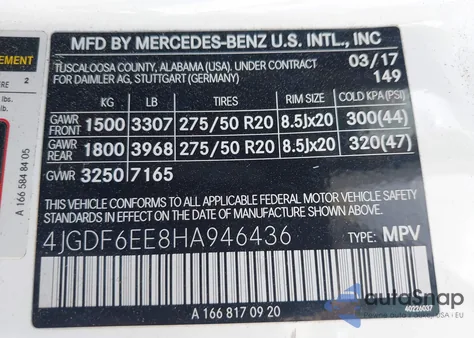 MFD BY MERCEDES-BENZ U.S. INTL., INC
TUSCALOOSA COUNTY, ALABAMA (USA). UNDER CONTRACT
FOR DAIMLER AG, STUTTGART (GERMANY)
03/17
149
KG LB TIRES RIM SIZE COLD KPA(PSI)
GAWR FRONT 1500 3307 275/50 R20 8.5Jx20 300(44)
GAWR REAR 1800 3968 275/50 R20 8.5Jx20 320(47)
GVWR 3250 7165
THIS VEHICLE CONFORMS TO ALL APPLICABLE FEDERAL MOTOR VEHICLE SAFETY
STANDARDS IN EFFECT ON THE DATE OF MANUFACTURE SHOWN ABOVE.
4JGDF6EE8HA946436 TYPE: MPV
A 166 817 09 20
40226037
2
lbs.
A 166 584 84 05
autoSnap